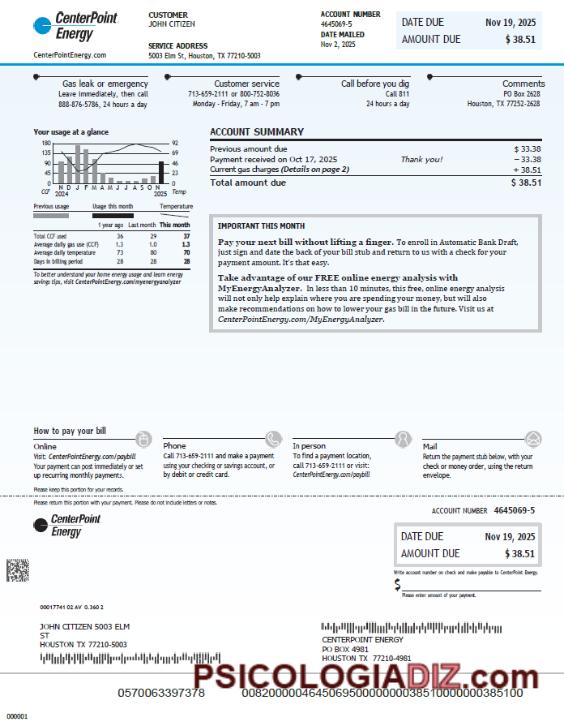 CenterPoint
Energy
CenterPointEnergy.com
CUSTOMER
JOHN CITIZEN
SERVICE ADDRESS
5003 Elm St, Houston, TX 77210-5003
ACCOUNT NUMBER
4645069-5
DATE MAILED
Nov 2, 2025
DATE DUE Nov 19, 2025
AMOUNT DUE $ 38.51
Gas leak or emergency
Leave immediately, then call
888-876-5786, 24 hours a day
Customer service
713-659-2111 or 800-752-8036
Monday - Friday, 7 am - 7 pm
Call before you dig
Call 811
24 hours a day
Comments
PO Box 2628
Houston, TX 77252-2628
Your usage at a glance
180 92
135 69
90 46
45 23
0 0
CCF N D J F M A M J J A S O N Temp
2024 2025
Previous usage Usage this month Temperature
1 year ago Last month This month
Total CCF used 36 29 37
Average daily gas use (CCF) 1.3 1.0 1.3
Average daily temperature 73 80 70
Days in billing period 28 28 28
To better understand your home energy usage and learn energy
saving tips, visit CenterPointEnergy.com/myenergyanalyzer
ACCOUNT SUMMARY
Previous amount due $ 33.38
Payment received on Oct 17, 2025 Thank you! − 33.38
Current gas charges (Details on page 2) + 38.51
Total amount due $ 38.51
IMPORTANT THIS MONTH
Pay your next bill without lifting a finger. To enroll in Automatic Bank Draft,
just sign and date the back of your bill stub and return to us with a check for your
payment amount. It's that easy.
Take advantage of our FREE online energy analysis with
MyEnergyAnalyzer. In less than 10 minutes, this free, online energy analysis
will not only help explain where you are spending your money, but will also
make recommendations on how to lower your gas bill in the future. Visit us at
CenterPointEnergy.com/MyEnergyAnalyzer.
How to pay your bill
Online
Visit: CenterPointEnergy.com/paybill
Your payment can post immediately or set
up recurring monthly payments.
Phone
Call 713-659-2111 and make a payment
using your checking or savings account, or
by debit or credit card.
In person
To find a payment location,
call 713-659-2111 or visit:
CenterPointEnergy.com/paybill
Mail
Return the payment stub below, with your
check or money order, using the return
envelope.
Please keep this portion for your records.
Please return this portion with your payment. Please do not include letters or notes.
CenterPoint
Energy
ACCOUNT NUMBER 4645069-5
DATE DUE Nov 19, 2025
AMOUNT DUE $ 38.51
Write account number on check and make payable to CenterPoint Energy.
$
Please enter amount of your payment.
00017741 02 AV 0.360 2
JOHN CITIZEN 5003 ELM
ST
HOUSTON TX 77210-5003
CENTERPOINT ENERGY
PO BOX 4981
HOUSTON TX 77210-4981
PSICOLOGIADIZ.com
0570063397378
000001